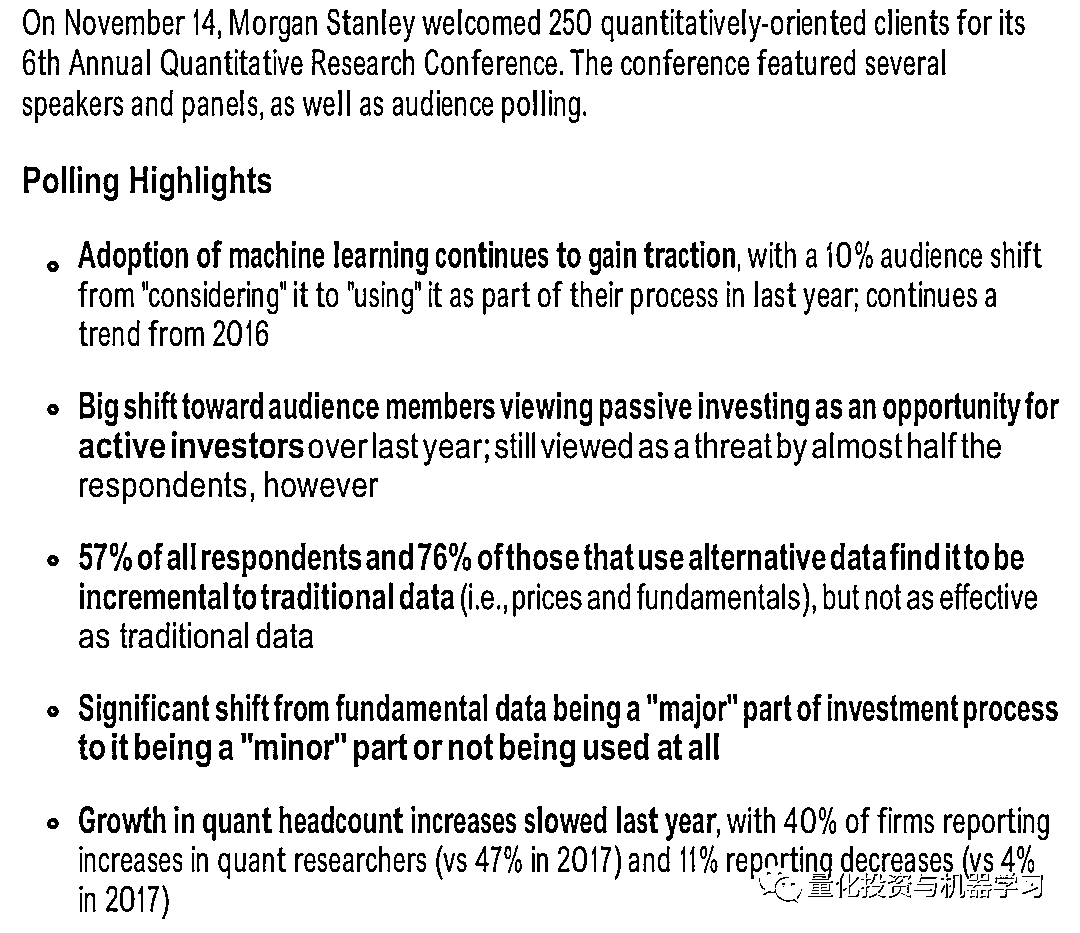 On November 14, Morgan Stanley welcomed 250 quantitatively-oriented clients for its
6th Annual Quantitative Research Conference. The conference featured several
speakers and panels, as well as audience polling.
Polling Highlights
Adoption of machine learning continues to gain traction, with a 10% audience shift
from "considering" it to "using" it as part of their process in last year; continues a
trend from 2016
Big shift toward audience members viewing passive investing as an opportunity for
active investors over last year; still viewed as a threat by almost half the
respondents, however
57% of all respondents and 76% of those that use alternative data find it to be
incremental to traditional data (i.e., prices and fundamentals), but not as effective
as traditional data
Significant shift from fundamental data being a "major" part of investment process
to it being a "minor" part or not being used at all
Growth in quant headcount increases slowed last year, with 40% of firms reporting
increases in quant researchers (vs 47% in 2017) and 11% reporting decreases (vs 4%
in 2017)
量化投资与机器学习